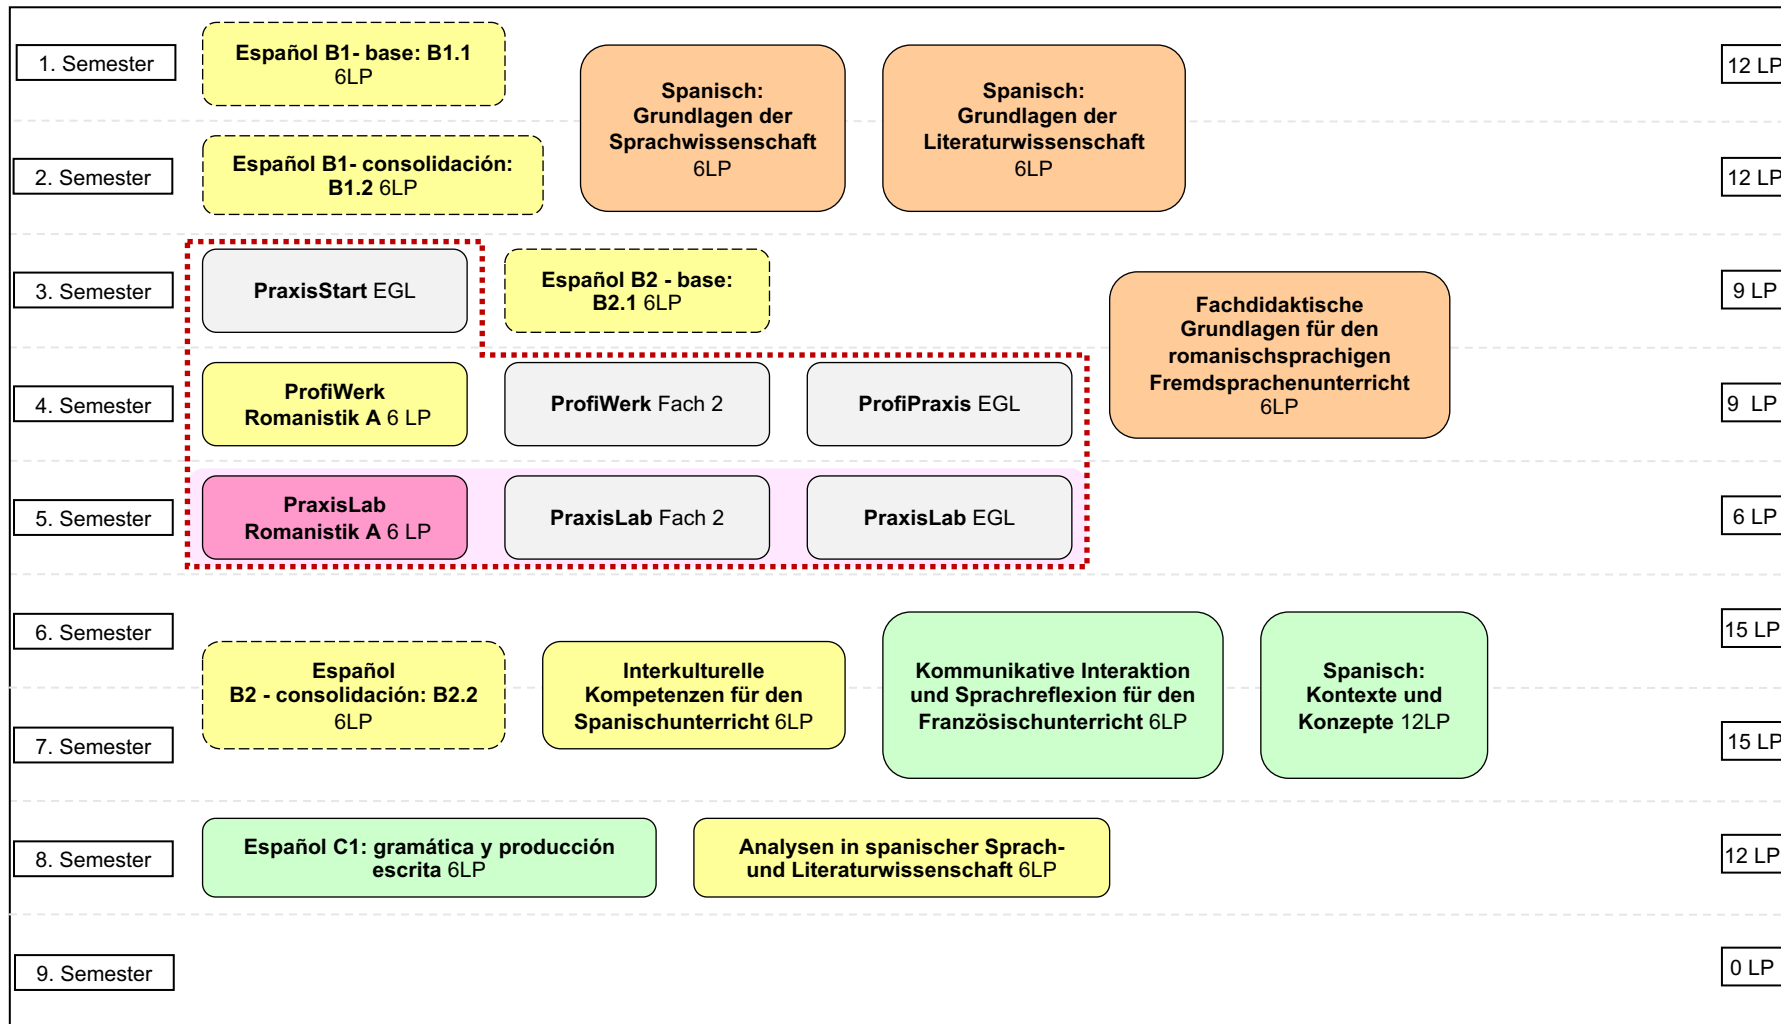 1. Semester
Español B1- base: B1.1
6LP
Spanisch:
Grundlagen der
Sprachwissenschaft
6LP
Spanisch:
Grundlagen der
Literaturwissenschaft
6LP
12 LP
2. Semester
Español B1- consolidación:
B1.2 6LP
12 LP
3. Semester
PraxisStart EGL
Español B2 - base:
B2.1 6LP
Fachdidaktische
Grundlagen für den
romanischsprachigen
Fremdsprachenunterricht
6LP
9 LP
4. Semester
ProfiWerk
Romanistik A 6 LP
ProfiWerk Fach 2
ProfiPraxis EGL
9 LP
5. Semester
PraxisLab
Romanistik A 6 LP
PraxisLab Fach 2
PraxisLab EGL
6 LP
6. Semester
Español
B2 - consolidación: B2.2
6LP
Interkulturelle
Kompetenzen für den
Spanischunterricht 6LP
Kommunikative Interaktion
und Sprachreflexion für den
Französischunterricht 6LP
Spanisch:
Kontexte und
Konzepte 12LP
15 LP
7. Semester
15 LP
8. Semester
Español C1: gramática y producción
escrita 6LP
Analysen in spanischer Sprach-
und Literaturwissenschaft 6LP
12 LP
9. Semester
0 LP